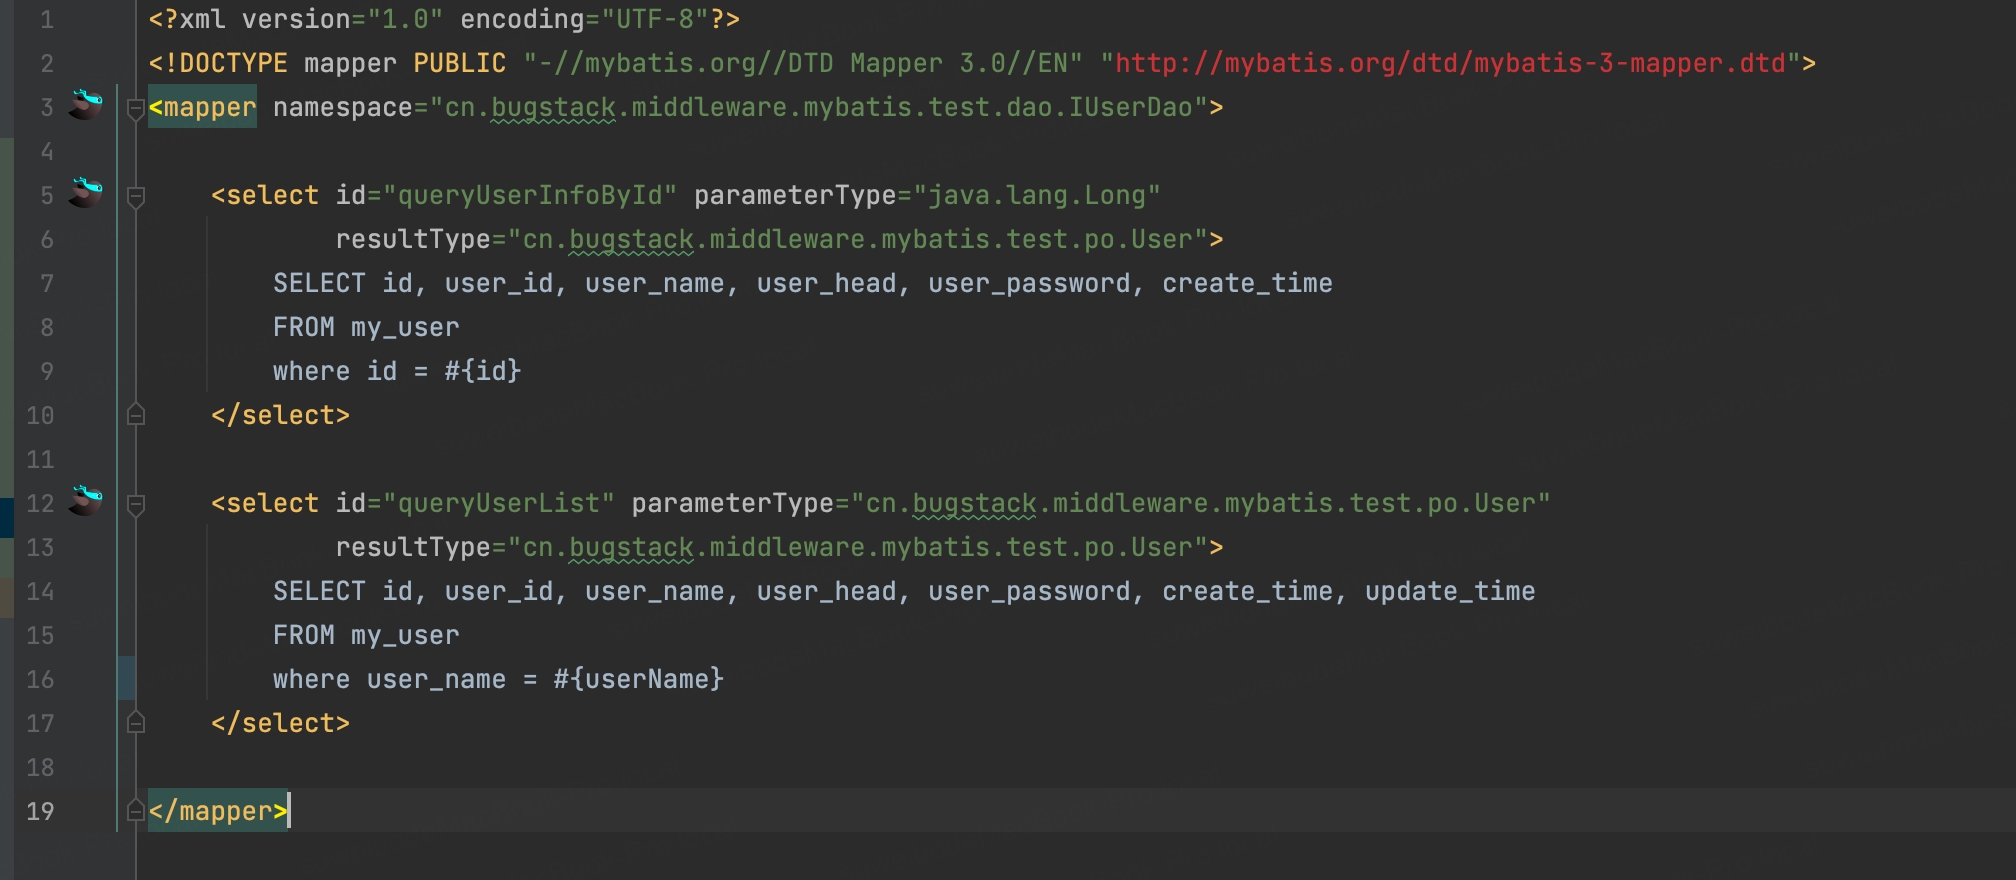 1 <?xml version="1.0" encoding="UTF-8"?>
2 <!DOCTYPE mapper PUBLIC "-//mybatis.org//DTD Mapper 3.0//EN" "http://mybatis.org/dtd/mybatis-3-mapper.dtd">
3 <mapper namespace="cn.bugstack.middleware.mybatis.test.dao.IUserDao">
4
5     <select id="queryUserInfoById" parameterType="java.lang.Long"
6             resultType="cn.bugstack.middleware.mybatis.test.po.User">
7         SELECT id, user_id, user_name, user_head, user_password, create_time
8         FROM my_user
9         where id = #{id}
10     </select>
11
12     <select id="queryUserList" parameterType="cn.bugstack.middleware.mybatis.test.po.User"
13             resultType="cn.bugstack.middleware.mybatis.test.po.User">
14         SELECT id, user_id, user_name, user_head, user_password, create_time, update_time
15         FROM my_user
16         where user_name = #{userName}
17     </select>
18
19 </mapper>